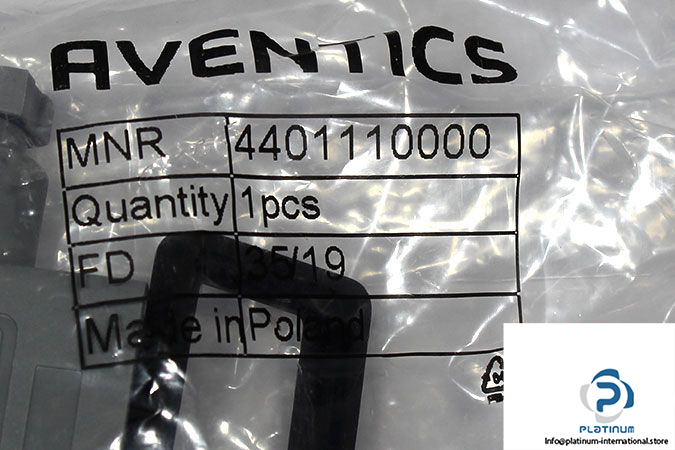 AVENTICS
MNR 4401110000
Quantity 1pcs
FD 35/19
Made in Poland
PLATINUM
Info@platinum-international.store